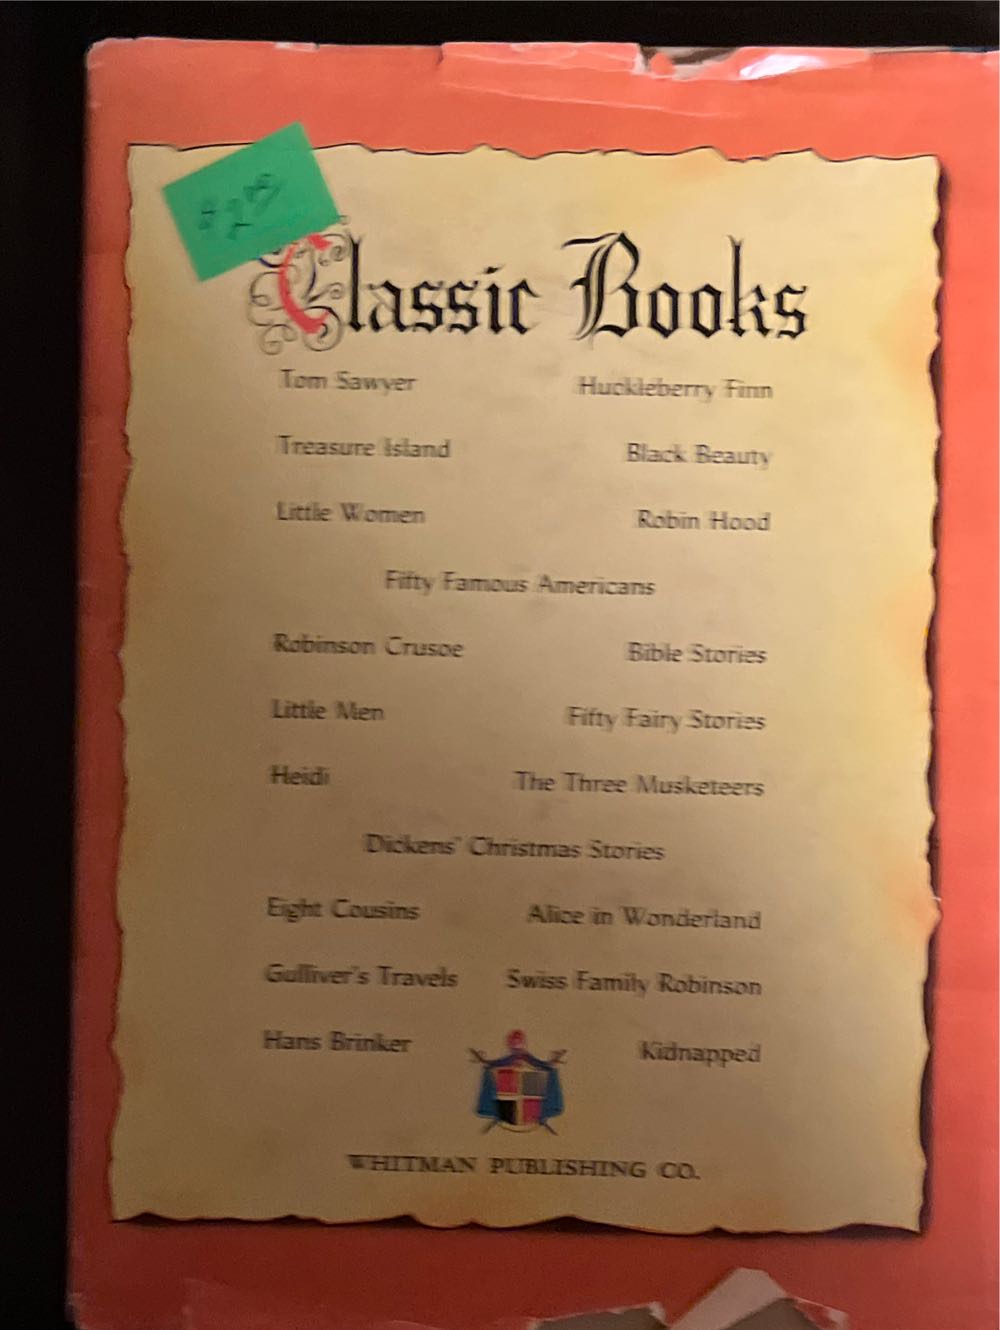 $2.00
Classic Books
Tom Sawyer Huckleberry Finn
Treasure Island Black Beauty
Little Women Robin Hood
Fifty Famous Americans
Robinson Crusoe Bible Stories
Little Men Fifty Fairy Stories
Heidi The Three Musketeers
Dickens' Christmas Stories
Eight Cousins Alice in Wonderland
Gulliver's Travels Swiss Family Robinson
Hans Brinker Kidnapped
WHITMAN PUBLISHING CO.